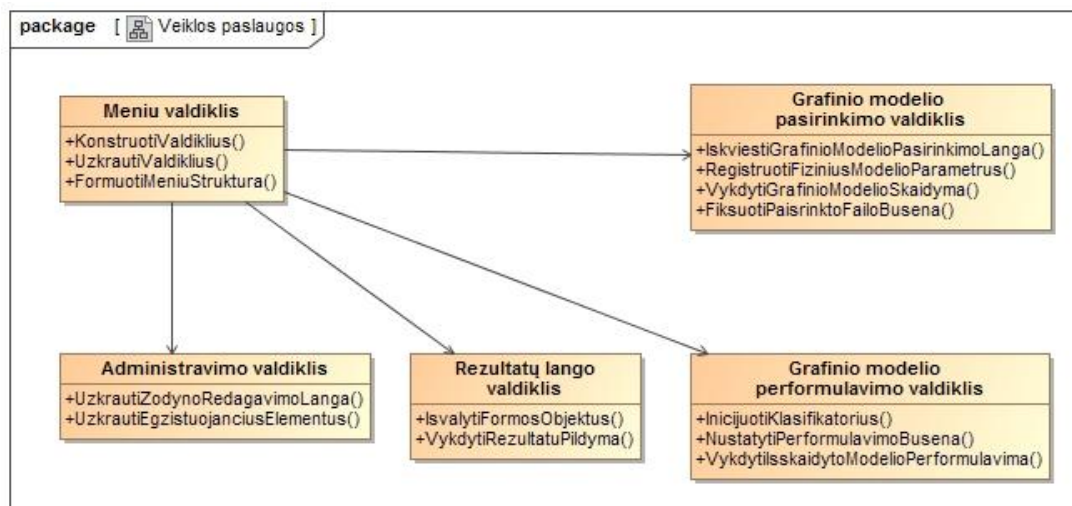 package [ Veiklos paslaugos ]
Meniu valdiklis
+KonstruotiValdiklius()
+UzkrautiValdiklius()
+FormuotiMeniuStruktura()
Grafinio modelio
pasirinkimo valdiklis
+IskviestiGrafinioModelioPasirinkimoLanga()
+RegistruotiFiziniusModelioParametrus()
+VykdytiGrafinioModelioSkaidyma()
+FiksuotiPaisrinktoFailoBusena()
Administravimo valdiklis
+UzkrautiZodynoRedagavimoLanga()
+UzkrautiEgzistuojanciusElementus()
Rezultatų lango
valdiklis
+IsvalytiFormosObjektus()
+VykdytiRezultatuPildyma()
Grafinio modelio
performulavimo valdiklis
+InicijuotiKlasifikatorius()
+NustatytiPerformulavimoBusena()
+VykdytiIsskaidytoModelioPerformulavima()